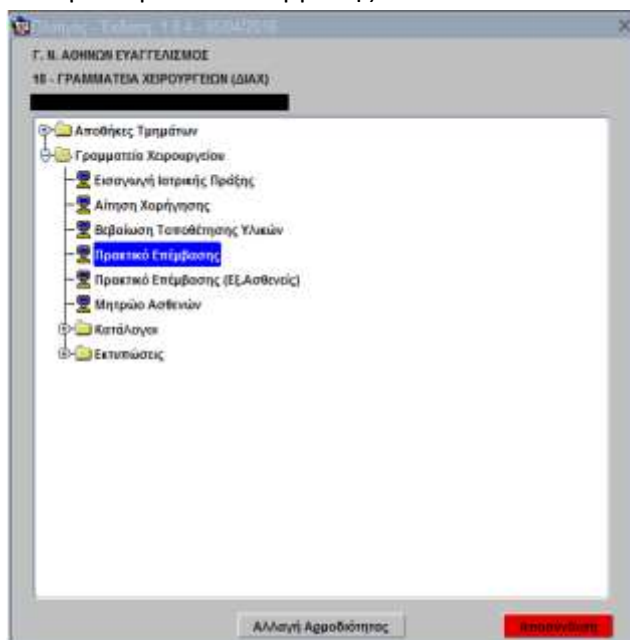 Γ. Ν. ΑΘΗΝΩΝ ΕΥΑΓΓΕΛΙΣΜΟΣ
18 - ΓΡΑΜΜΑΤΕΙΑ ΧΕΙΡΟΥΡΓΕΙΩΝ (ΔΙΑΧ)
Αποθήκες Τμημάτων
Γραμματεία Χειρουργείου
Εισαγωγή Ιατρικής Πράξης
Αίτηση Χορήγησης
Βεβαίωση Τοποθέτησης Υλικών
Πρακτικό Επέμβασης
Πρακτικό Επέμβασης (Εξ.Ασθενείς)
Μητρώο Ασθενών
Κατάλογοι
Εκτυπώσεις
Αλλαγή Αρμοδιότητας
Αποσύνδεση